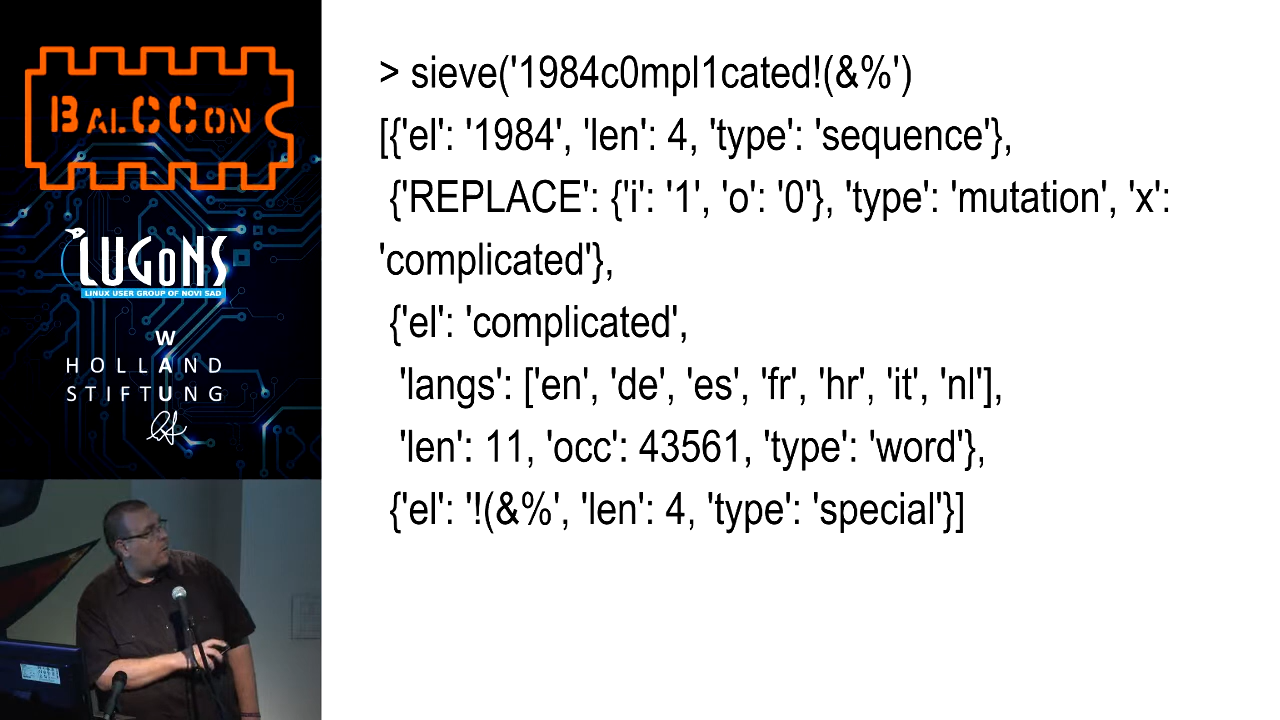 BALCCON
LUGoNS
LINUX USER GROUP OF NOVI SAD
W
HOLLAND
STIFTUNG
> sieve('1984c0mpl1cated!(&%')
[{'el': '1984', 'len': 4, 'type': 'sequence'},
{'REPLACE': {'i': '1', 'o': '0'}, 'type': 'mutation', 'x':
'complicated'},
{'el': 'complicated',
'langs': ['en', 'de', 'es', 'fr', 'hr', 'it', 'nl'],
'len': 11, 'occ': 43561, 'type': 'word'},
{'el': '!(&%', 'len': 4, 'type': 'special'}]